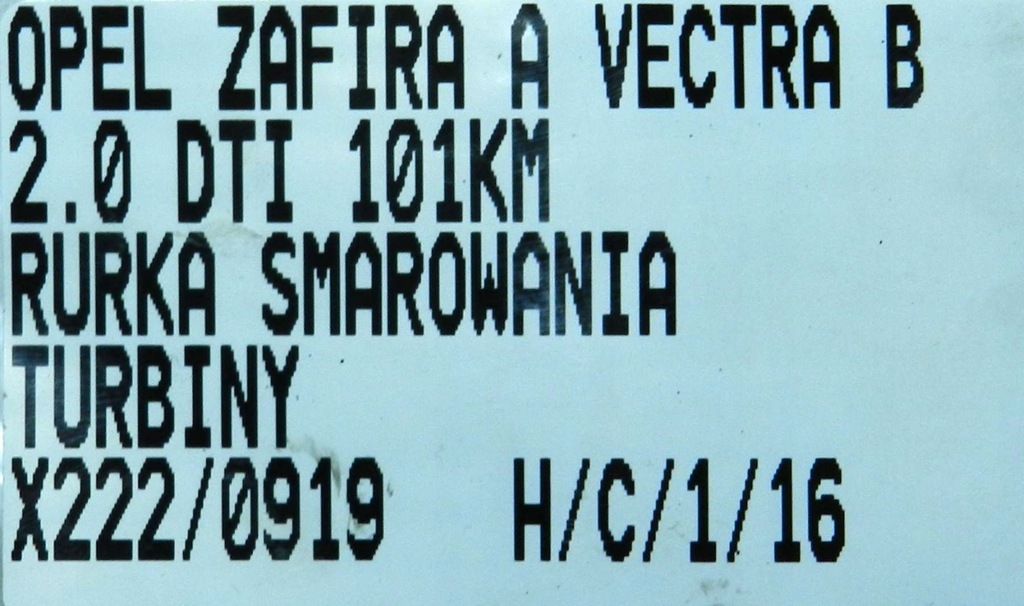 OPEL ZAFIRA A VECTRA B
2.0 DTI 101KM
RURKA SMAROWANIA
TURBINY
X222/0919 H/C/1/16